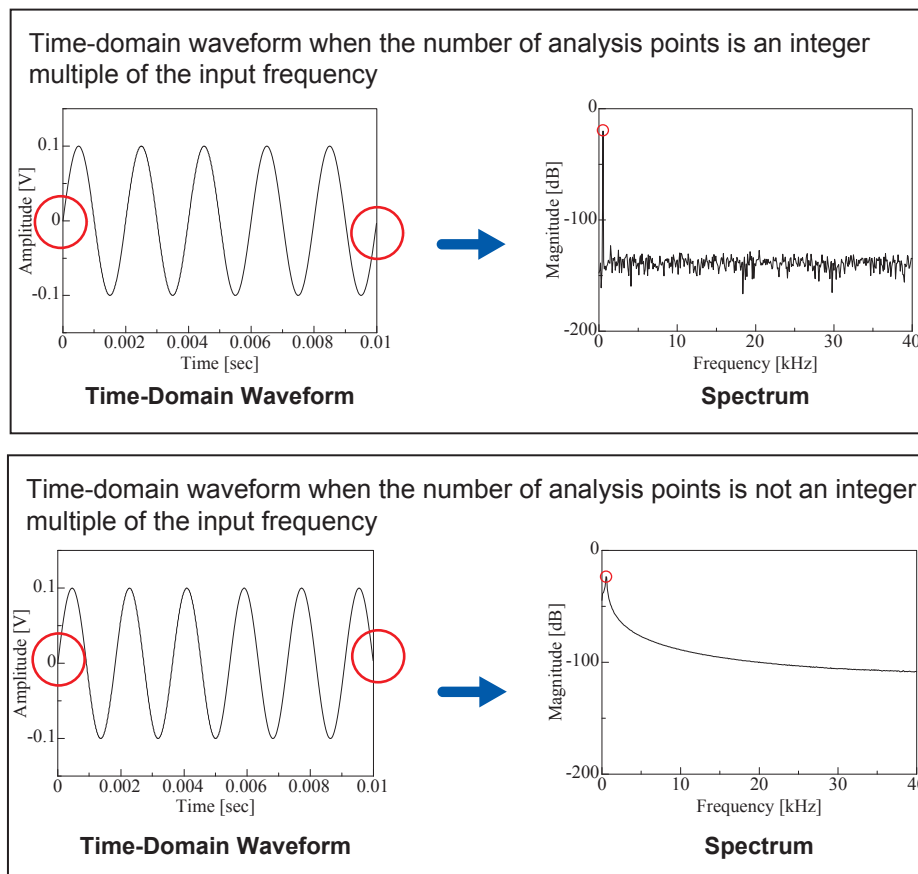 Time-domain waveform when the number of analysis points is an integer
multiple of the input frequency
Amplitude [V]
0.1
0
-0.1
0 0.002 0.004 0.006 0.008 0.01
Time [sec]
Time-Domain Waveform
Magnitude [dB]
0
-100
-200
0 10 20 30 40
Frequency [kHz]
Spectrum
Time-domain waveform when the number of analysis points is not an integer
multiple of the input frequency
Amplitude [V]
0.1
0
-0.1
0 0.002 0.004 0.006 0.008 0.01
Time [sec]
Time-Domain Waveform
Magnitude [dB]
0
-100
-200
0 10 20 30 40
Frequency [kHz]
Spectrum